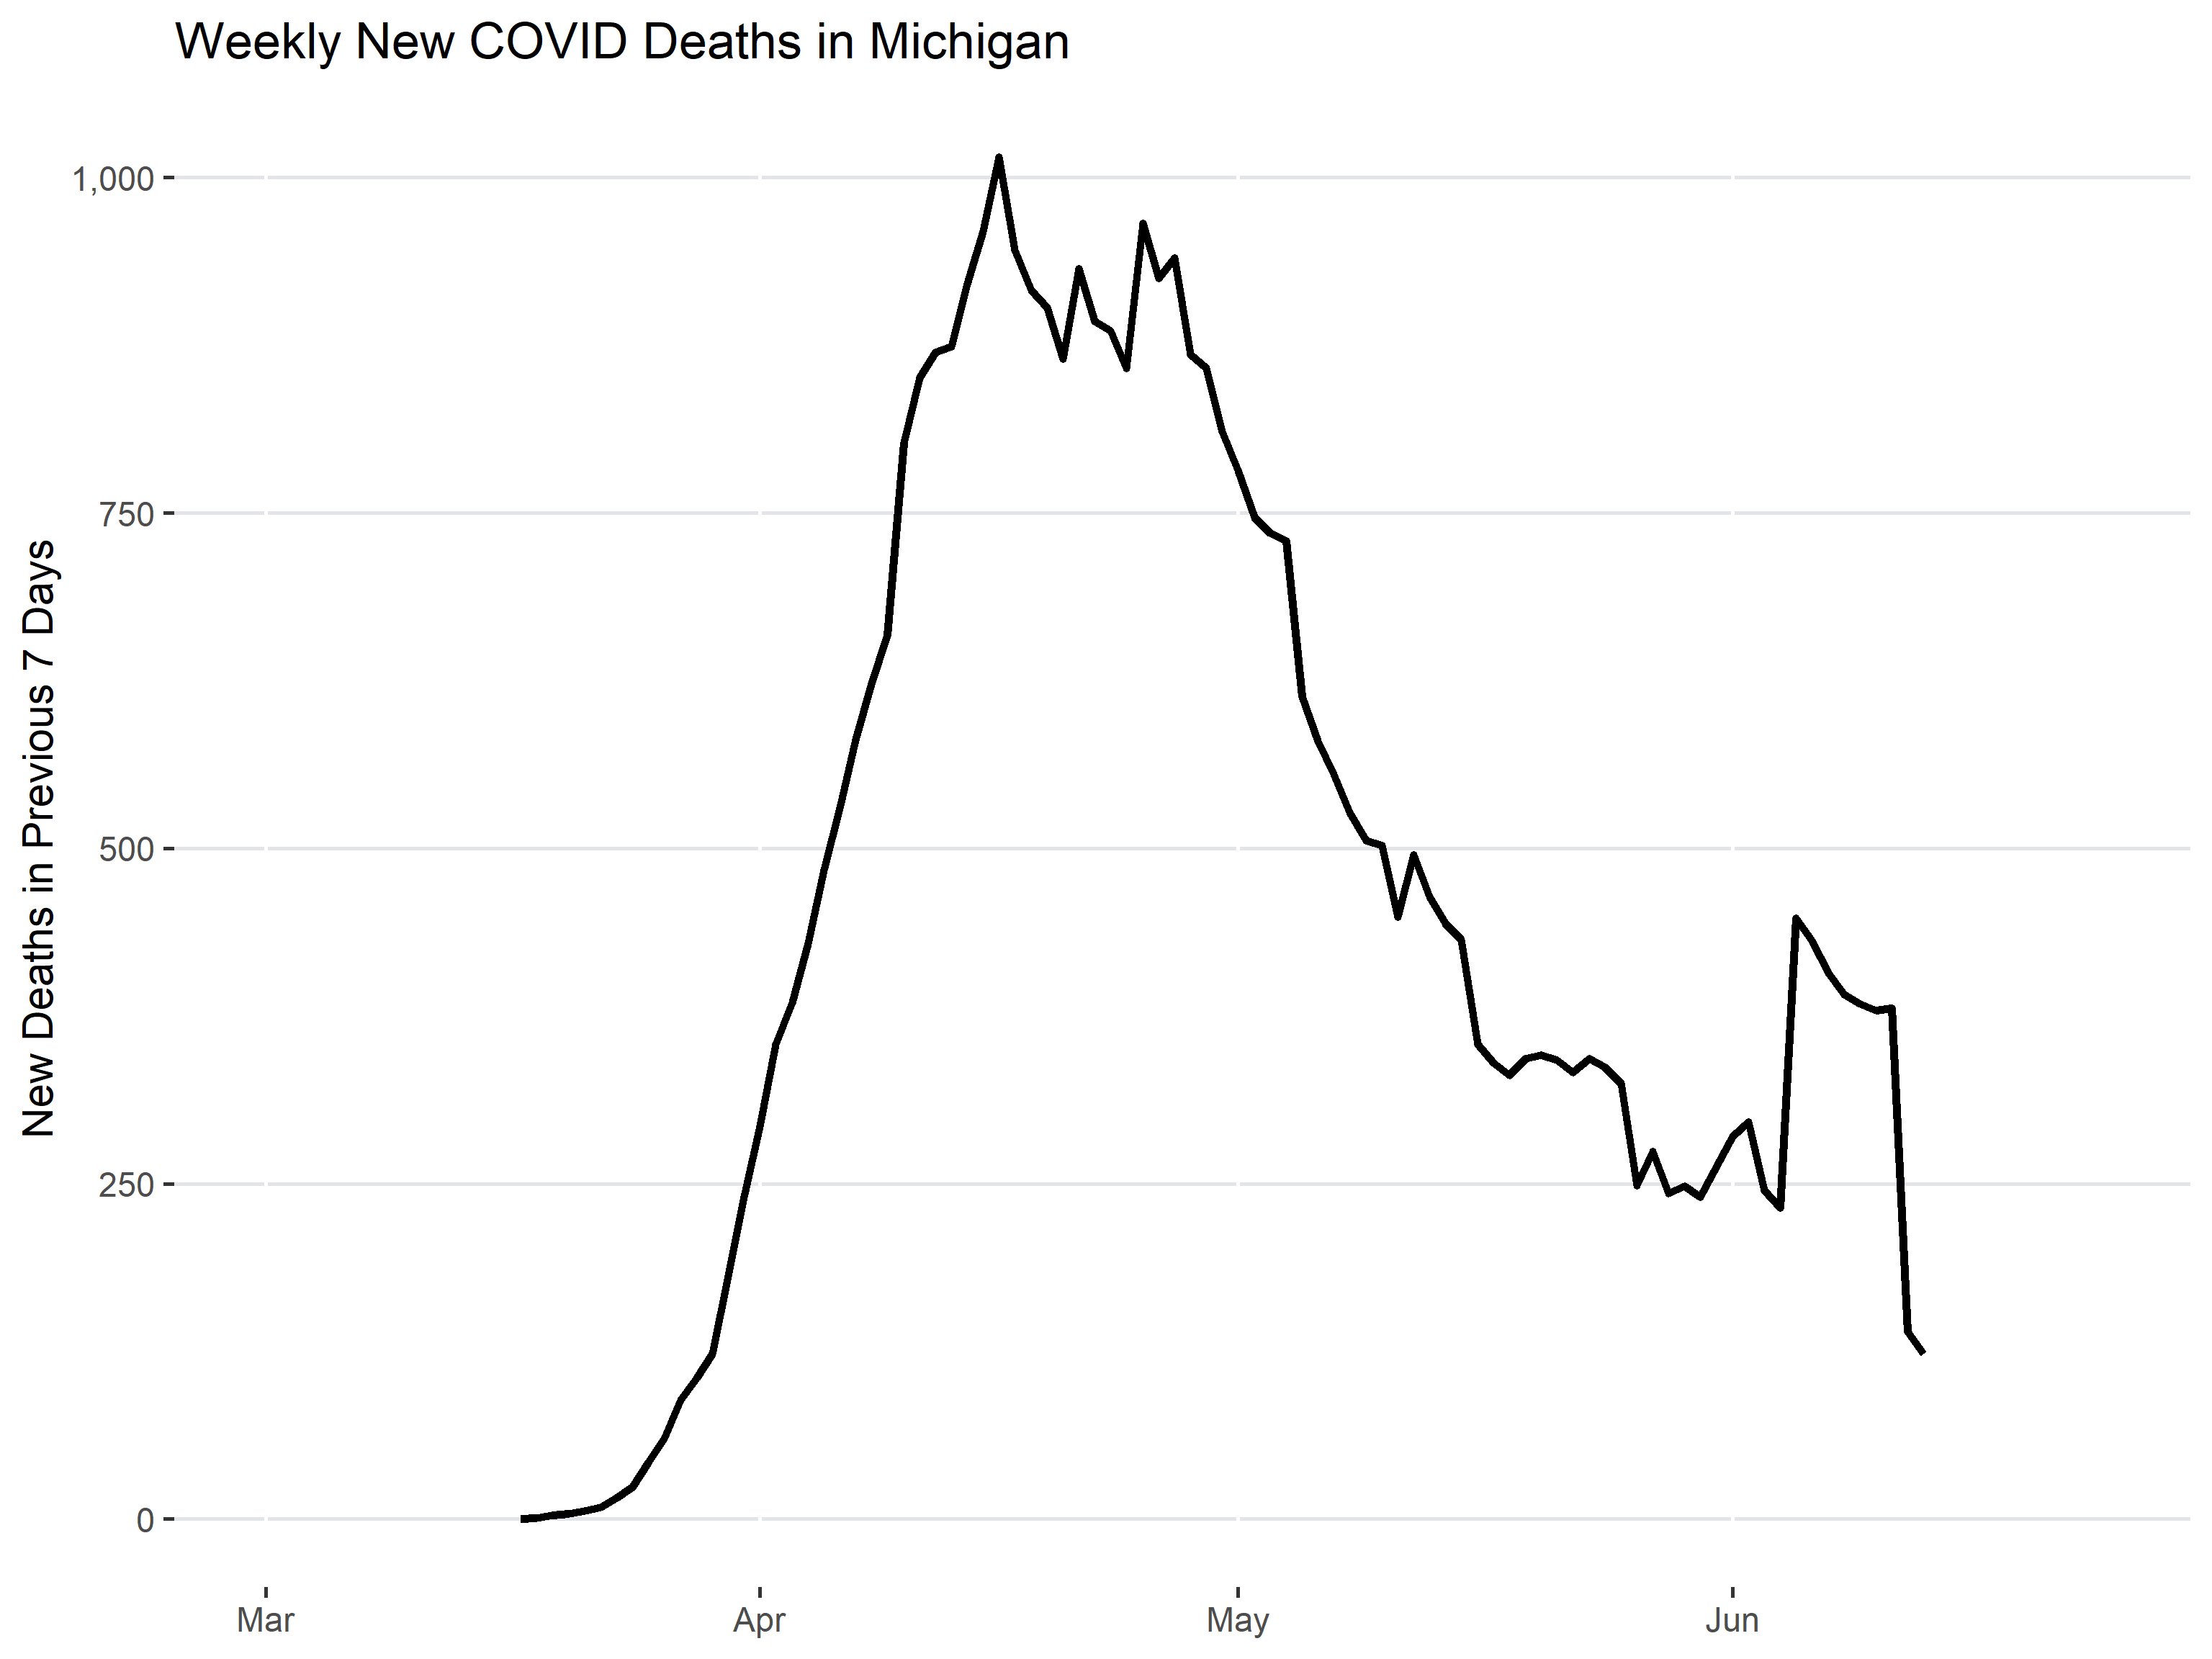 Weekly New COVID Deaths in Michigan
New Deaths in Previous 7 Days
1,000
750
500
250
0
Mar
Apr
May
Jun